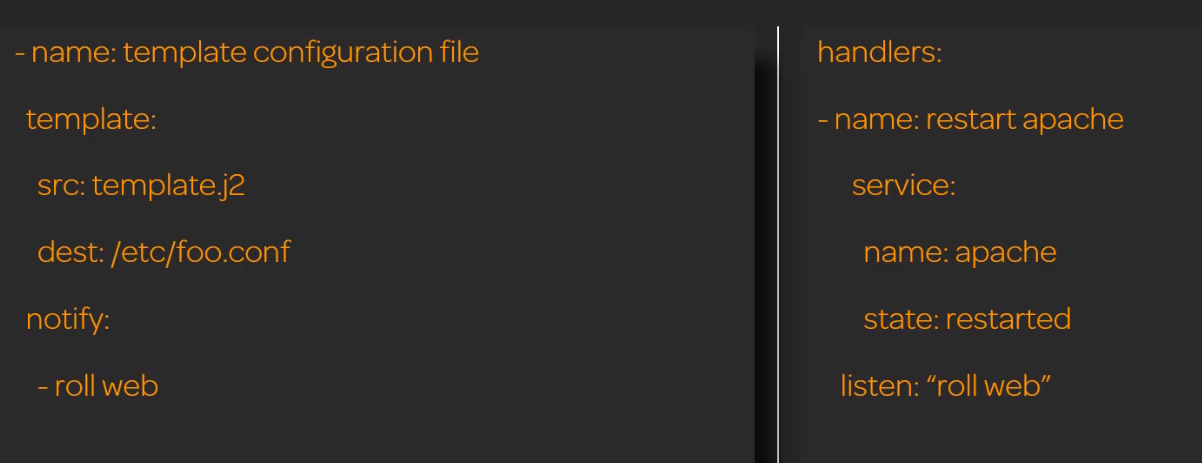 - name: template configuration file
template:
src: template.j2
dest: /etc/foo.conf
notify:
- roll web
handlers:
- name: restart apache
service:
name: apache
state: restarted
listen: “roll web”